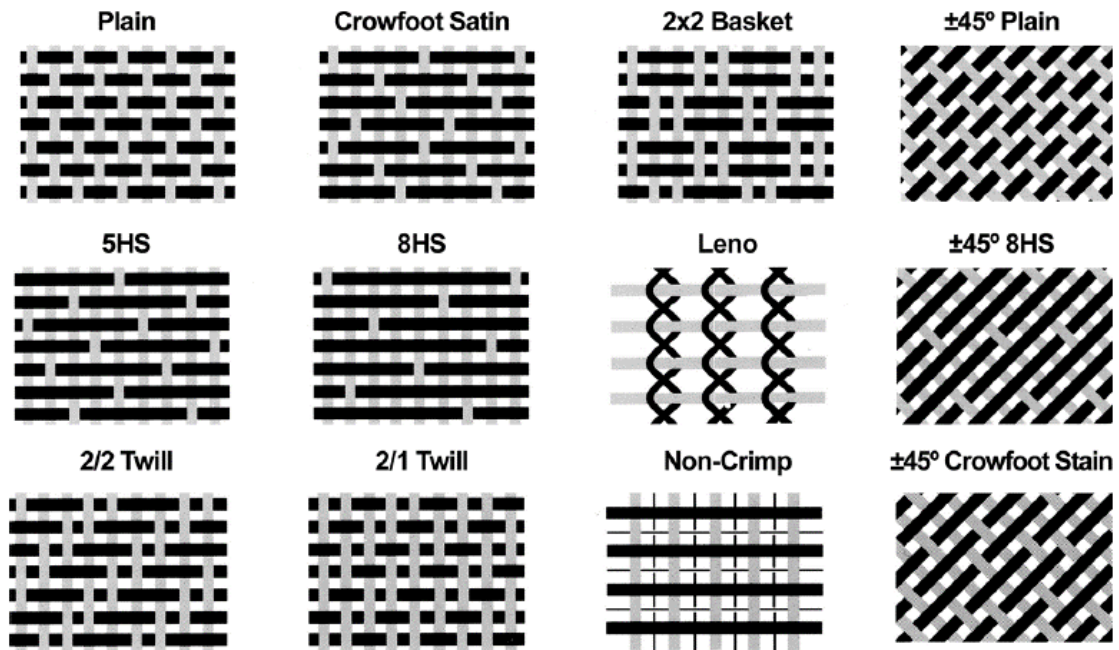 Plain
Crowfoot Satin
2x2 Basket
±45º Plain
5HS
8HS
Leno
±45º 8HS
2/2 Twill
2/1 Twill
Non-Crimp
±45º Crowfoot Stain